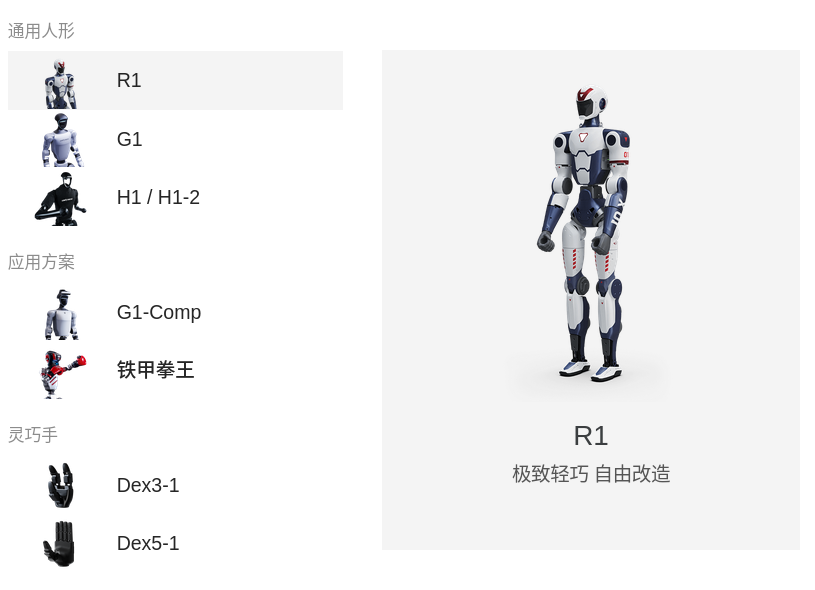 通用人形
R1
G1
H1 / H1-2
应用方案
G1-Comp
铁甲拳王
灵巧手
Dex3-1
Dex5-1
R1
极致轻巧 自由改造